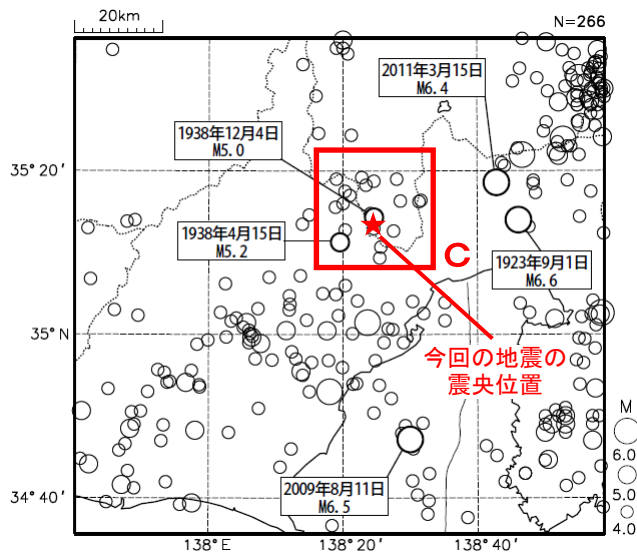 20km
N=266
2011年3月15日
M6.4
1938年12月4日
M5.0
35°20′
1938年4月15日
M5.2
C
1923年9月1日
M6.6
35°N
今回の地震の
震央位置
M
6.0
5.0
4.0
2009年8月11日
M6.5
34°40′
138°E
138°20′
138°40′